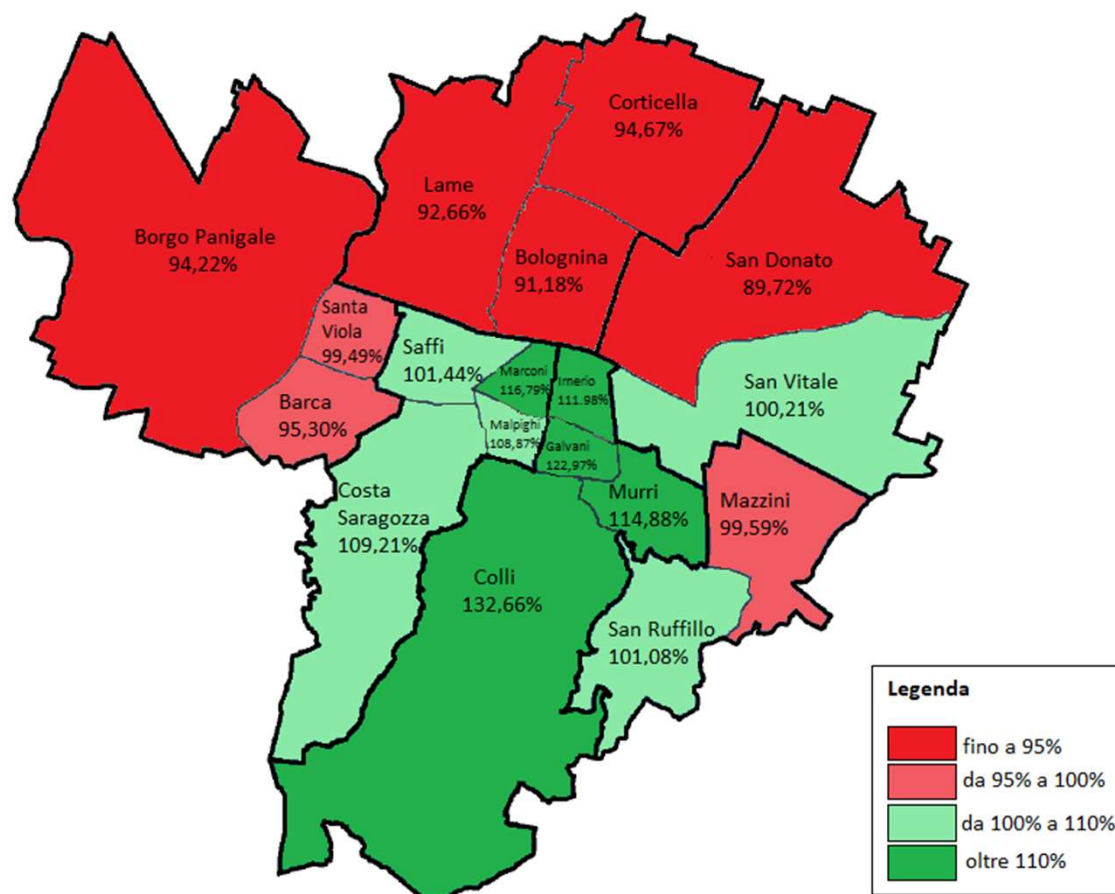 Corticella
94,67%
Lame
92,66%
Borgo Panigale
94,22%
Bolognina
91,18%
San Donato
89,72%
Santa
Viola
99,49%
Saffi
101,44%
Marconi
116,79%
Irnerio
111.98%
San Vitale
100,21%
Barca
95,30%
Malpighi
108,87%
Galvani
122,97%
Costa
Saragozza
109,21%
Murri
114,88%
Mazzini
99,59%
Colli
132,66%
San Ruffillo
101,08%
Legenda
fino a 95%
da 95% a 100%
da 100% a 110%
oltre 110%